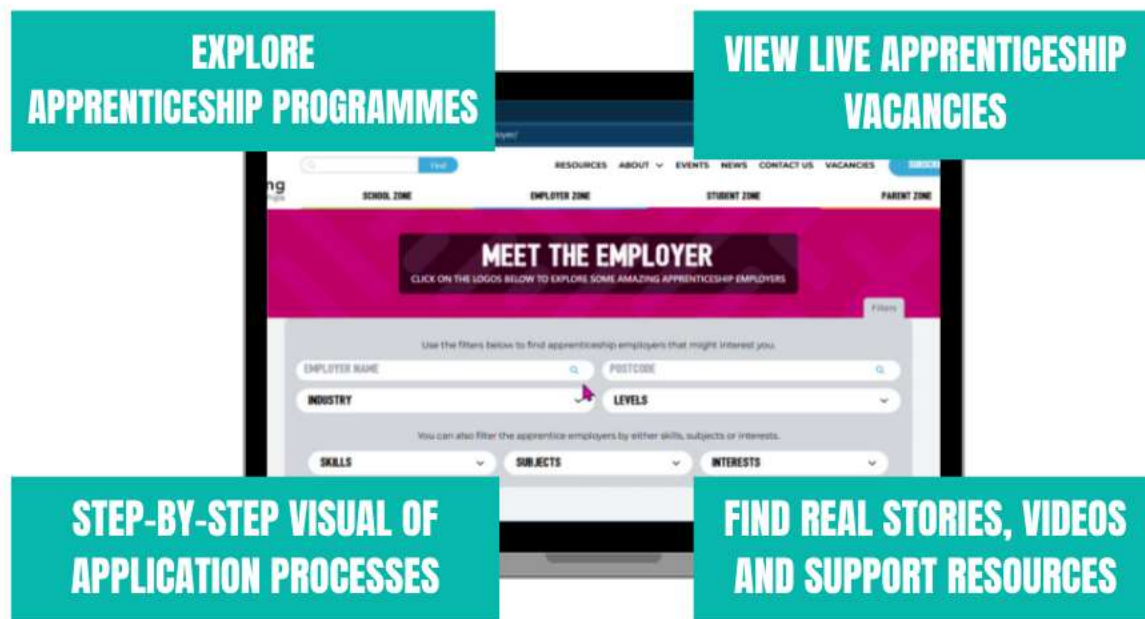 EXPLORE
APPRENTICESHIP PROGRAMMES
VIEW LIVE APPRENTICESHIP
VACANCIES
Find
RESOURCES ABOUT EVENTS NEWS CONTACT US VACANCIES
SCHOOL ZONE EMPLOYER ZONE STUDENT ZONE PARENT ZONE
MEET THE EMPLOYER
CLICK ON THE LOGOS BELOW TO EXPLORE SOME AMAZING APPRENTICESHIP EMPLOYERS
Filters
Use the filters below to find apprenticeship employers that might interest you.
EMPLOYER NAME POSTCODE
INDUSTRY LEVELS
You can also filter the apprentice employers by either skills, subjects or interests.
SKILLS SUBJECTS INTERESTS
STEP-BY-STEP VISUAL OF
APPLICATION PROCESSES
FIND REAL STORIES, VIDEOS
AND SUPPORT RESOURCES